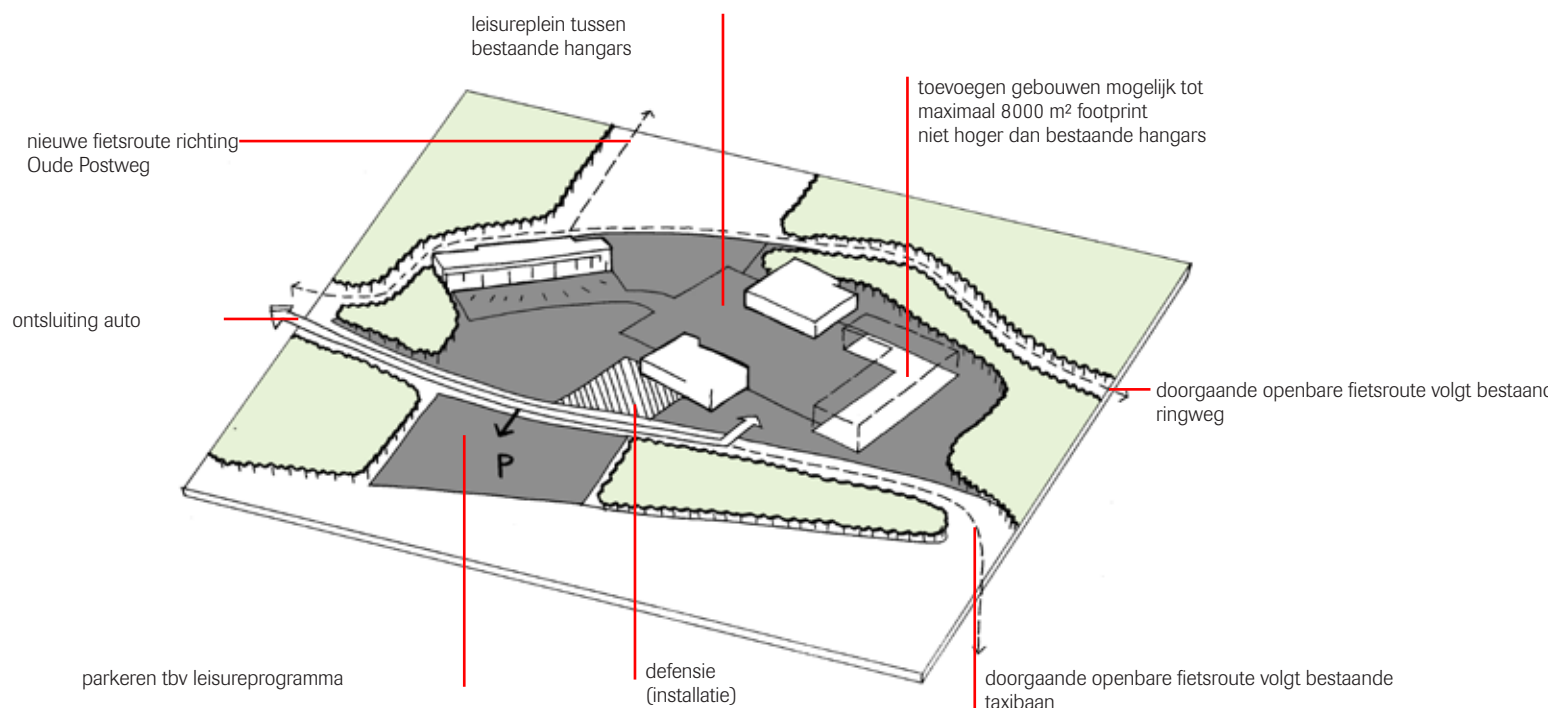 leisureplein tussen
bestaande hangars
toevoegen gebouwen mogelijk tot
maximaal 8000 m² footprint
niet hoger dan bestaande hangars
nieuwe fietsroute richting
Oude Postweg
ontsluiting auto
doorgaande openbare fietsroute volgt bestaand
ringweg
P
parkeren tbv leisureprogramma
defensie
(installatie)
doorgaande openbare fietsroute volgt bestaande
taxibaan